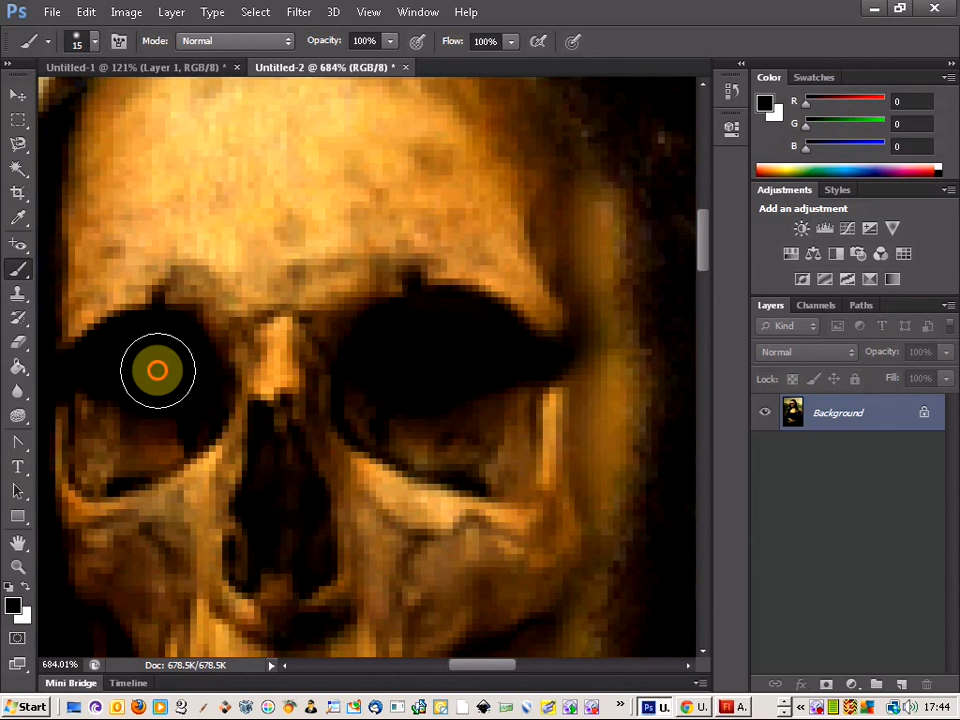 Ps File Edit Image Layer Type Select Filter 3D View Window Help
15 Mode: Normal Opacity: 100% Flow: 100%
Untitled-1 @ 121% (Layer 1, RGB/8) * × Untitled-2 @ 684% (RGB/8) * ×
Color Swatches
R 0
G 0
B 0
Adjustments Styles
Add an adjustment
Layers Channels Paths
Kind
Normal Opacity: 100%
Lock: Fill: 100%
Background
T
684.01% Doc: 678.5K/678.5K
Mini Bridge Timeline
Start U. U. A. 17:44